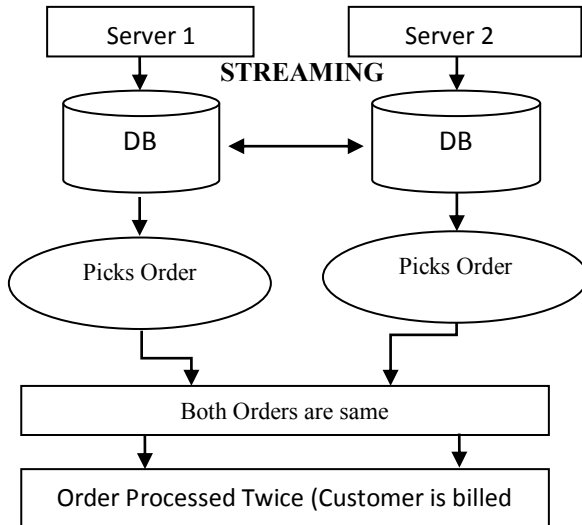 Server 1
Server 2
STREAMING
DB
DB
Picks Order
Picks Order
Both Orders are same
Order Processed Twice (Customer is billed